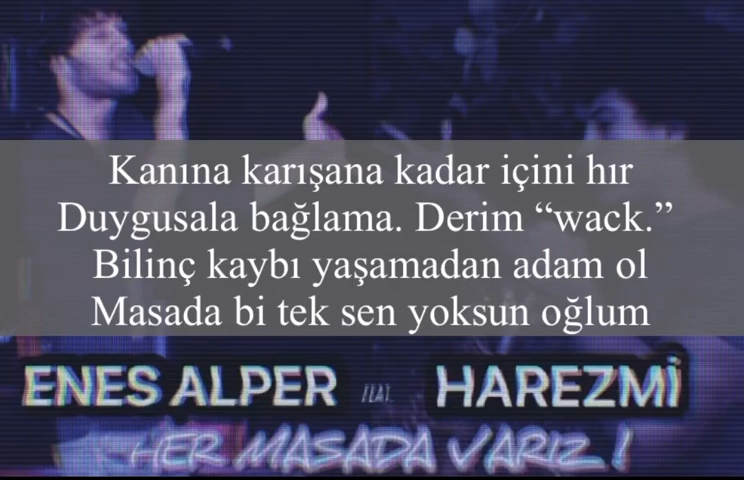 Kanına karışana kadar içini hır
Duygusala bağlama. Derim “wack.”
Bilinç kaybı yaşamadan adam ol
Masada bi tek sen yoksun oğlum
ENES ALPER FEAT. HAREZMİ
HER MASADA VARIZ!